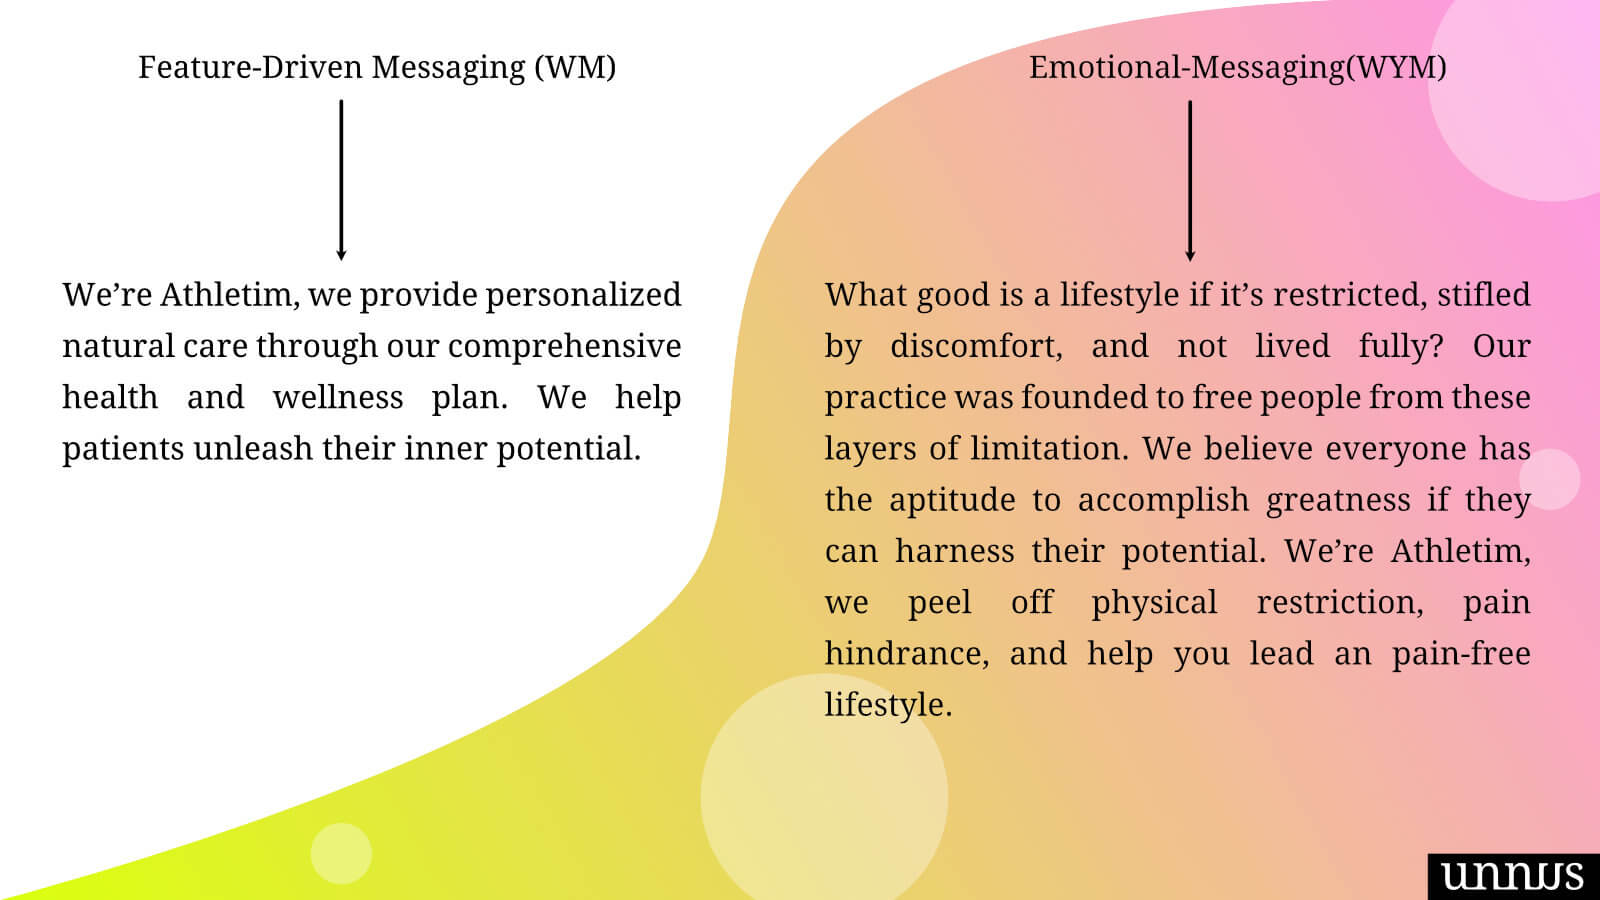 Feature-Driven Messaging (WM)
We’re Athletim, we provide personalized
natural care through our comprehensive
health and wellness plan. We help
patients unleash their inner potential.
Emotional-Messaging(WYM)
What good is a lifestyle if it’s restricted, stifled
by discomfort, and not lived fully? Our
practice was founded to free people from these
layers of limitation. We believe everyone has
the aptitude to accomplish greatness if they
can harness their potential. We’re Athletim,
we peel off physical restriction, pain
hindrance, and help you lead an pain-free
lifestyle.
unnus